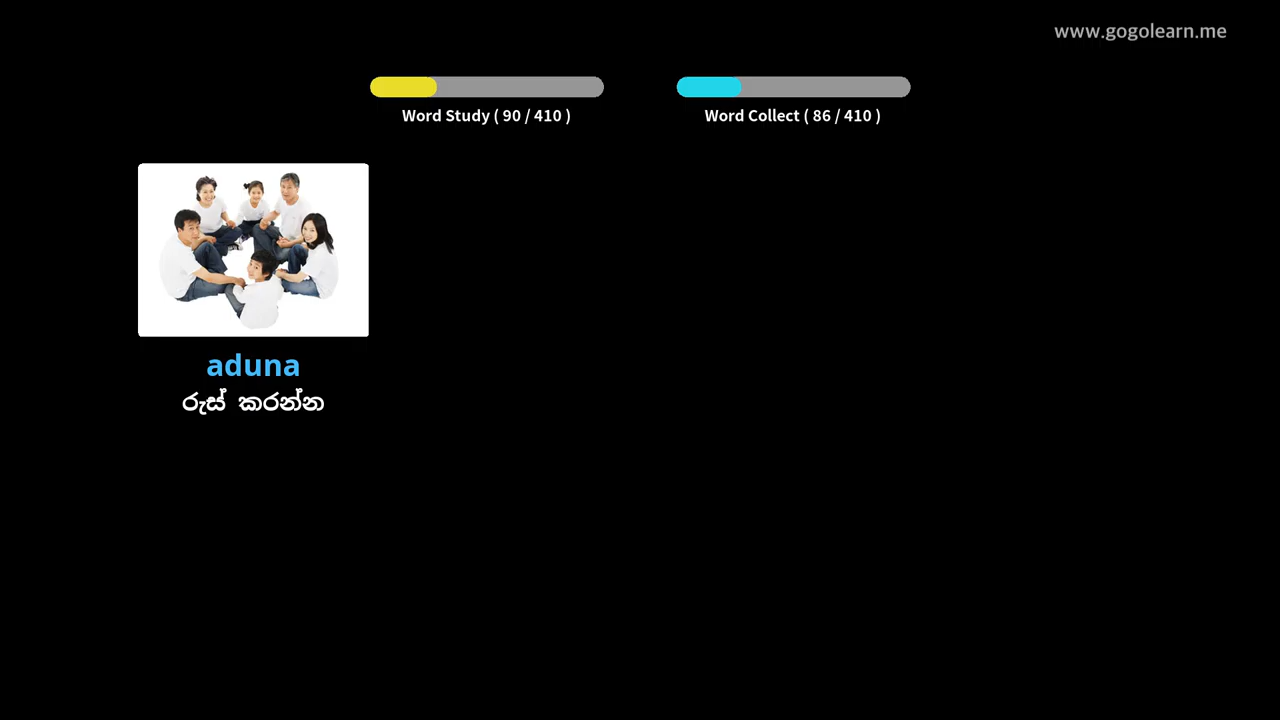 www.gogolearn.me
Word Study ( 90 / 410 )
Word Collect ( 86 / 410 )
aduna
රුස් කරන්න